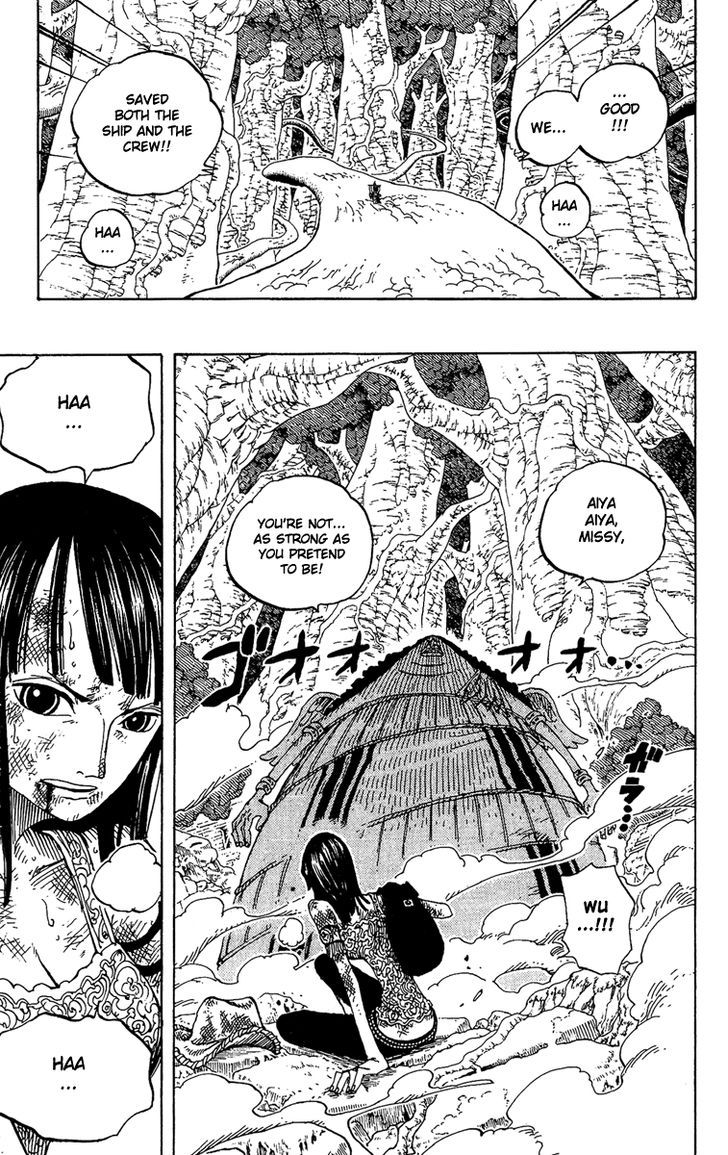 ...
GOOD
!!!
WE...
HAA
...
SAVED
BOTH THE
SHIP AND THE
CREW!!
HAA
...
AIYA
AIYA,
MISSY,
YOU'RE NOT...
AS STRONG AS
YOU PRETEND
TO BE!
ゴオオオオ...
ガラ...
WU
...!!!
HAA
...
HAA
...